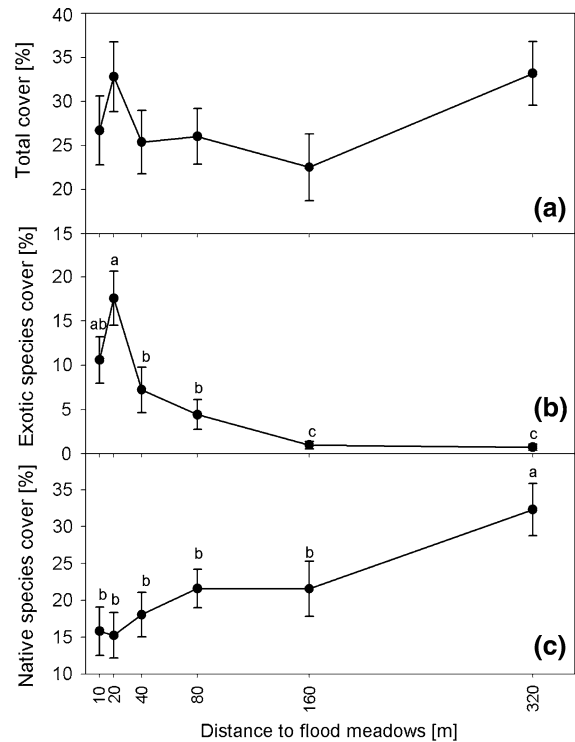 40
35
30
25
20
15
Total cover [%]
(a)
20
15
10
5
0
Exotic species cover [%]
ab
a
b
b
c
c
(b)
35
30
25
20
15
10
Native species cover [%]
b
b
b
b
b
a
(c)
10
20
40
80
160
320
Distance to flood meadows [m]